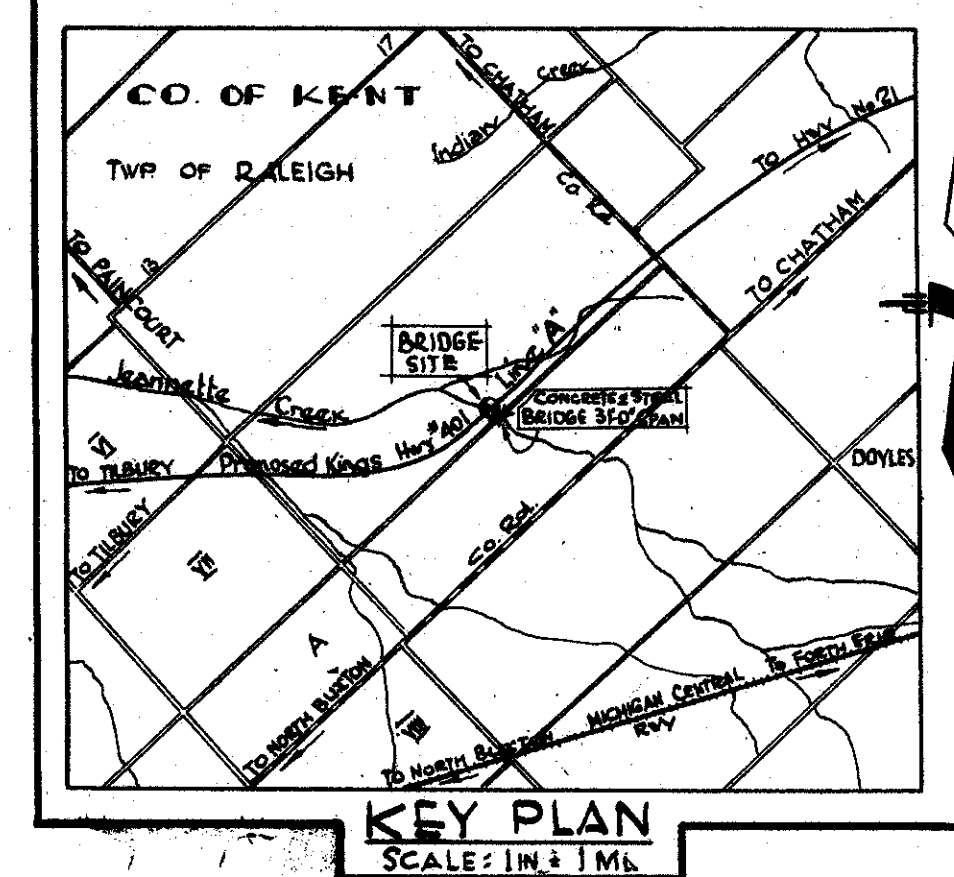 CO. OF KENT
TWP. OF RALEIGH
17
TO CHATHAM
Indian Creek
Co. Rd.
TO HWY No 21
TO CHATHAM
TO PAINCOURT
13
BRIDGE
SITE
Line "A"
CONCRETE & STEEL
BRIDGE 31'-0" SPAN
Jeannette Creek
Proposed Kings Hwy #401
VI
TO TILBURY
TO TILBURY
VII
DOYLES
Co. Rd.
A
TO NORTH BUXTON
VIII
TO NORTH BUXTON
MICHIGAN CENTRAL
RWY
TO FORTH ERIE
KEY PLAN
SCALE: 1 IN = 1 MI.